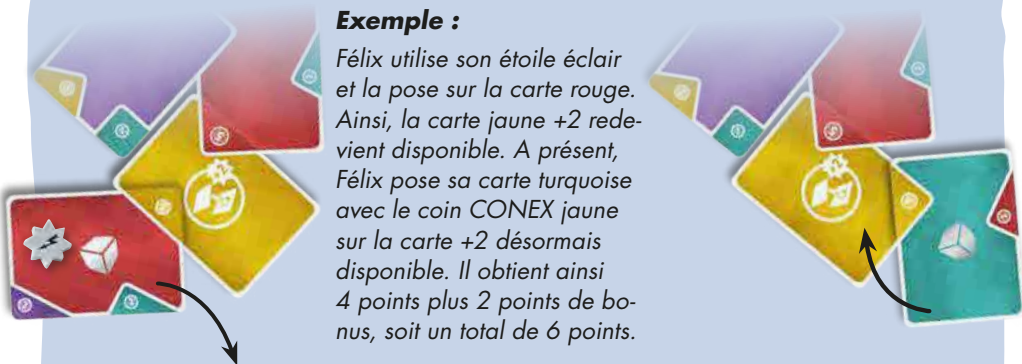 Exemple :
Félix utilise son étoile éclair
et la pose sur la carte rouge.
Ainsi, la carte jaune +2 rede-
vient disponible. A présent,
Félix pose sa carte turquoise
avec le coin CONEX jaune
sur la carte +2 désormais
disponible. Il obtient ainsi
4 points plus 2 points de bo-
nus, soit un total de 6 points.